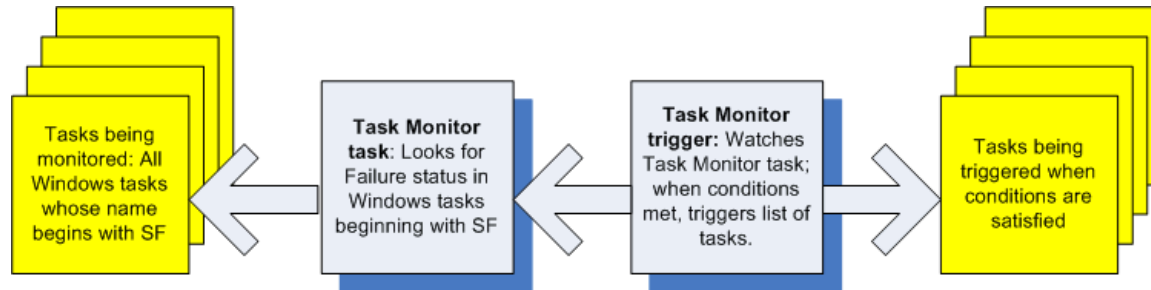 Tasks being
monitored: All
Windows tasks
whose name
begins with SF
Task Monitor
task: Looks for
Failure status in
Windows tasks
beginning with SF
Task Monitor
trigger: Watches
Task Monitor task;
when conditions
met, triggers list of
tasks.
Tasks being
triggered when
conditions are
satisfied